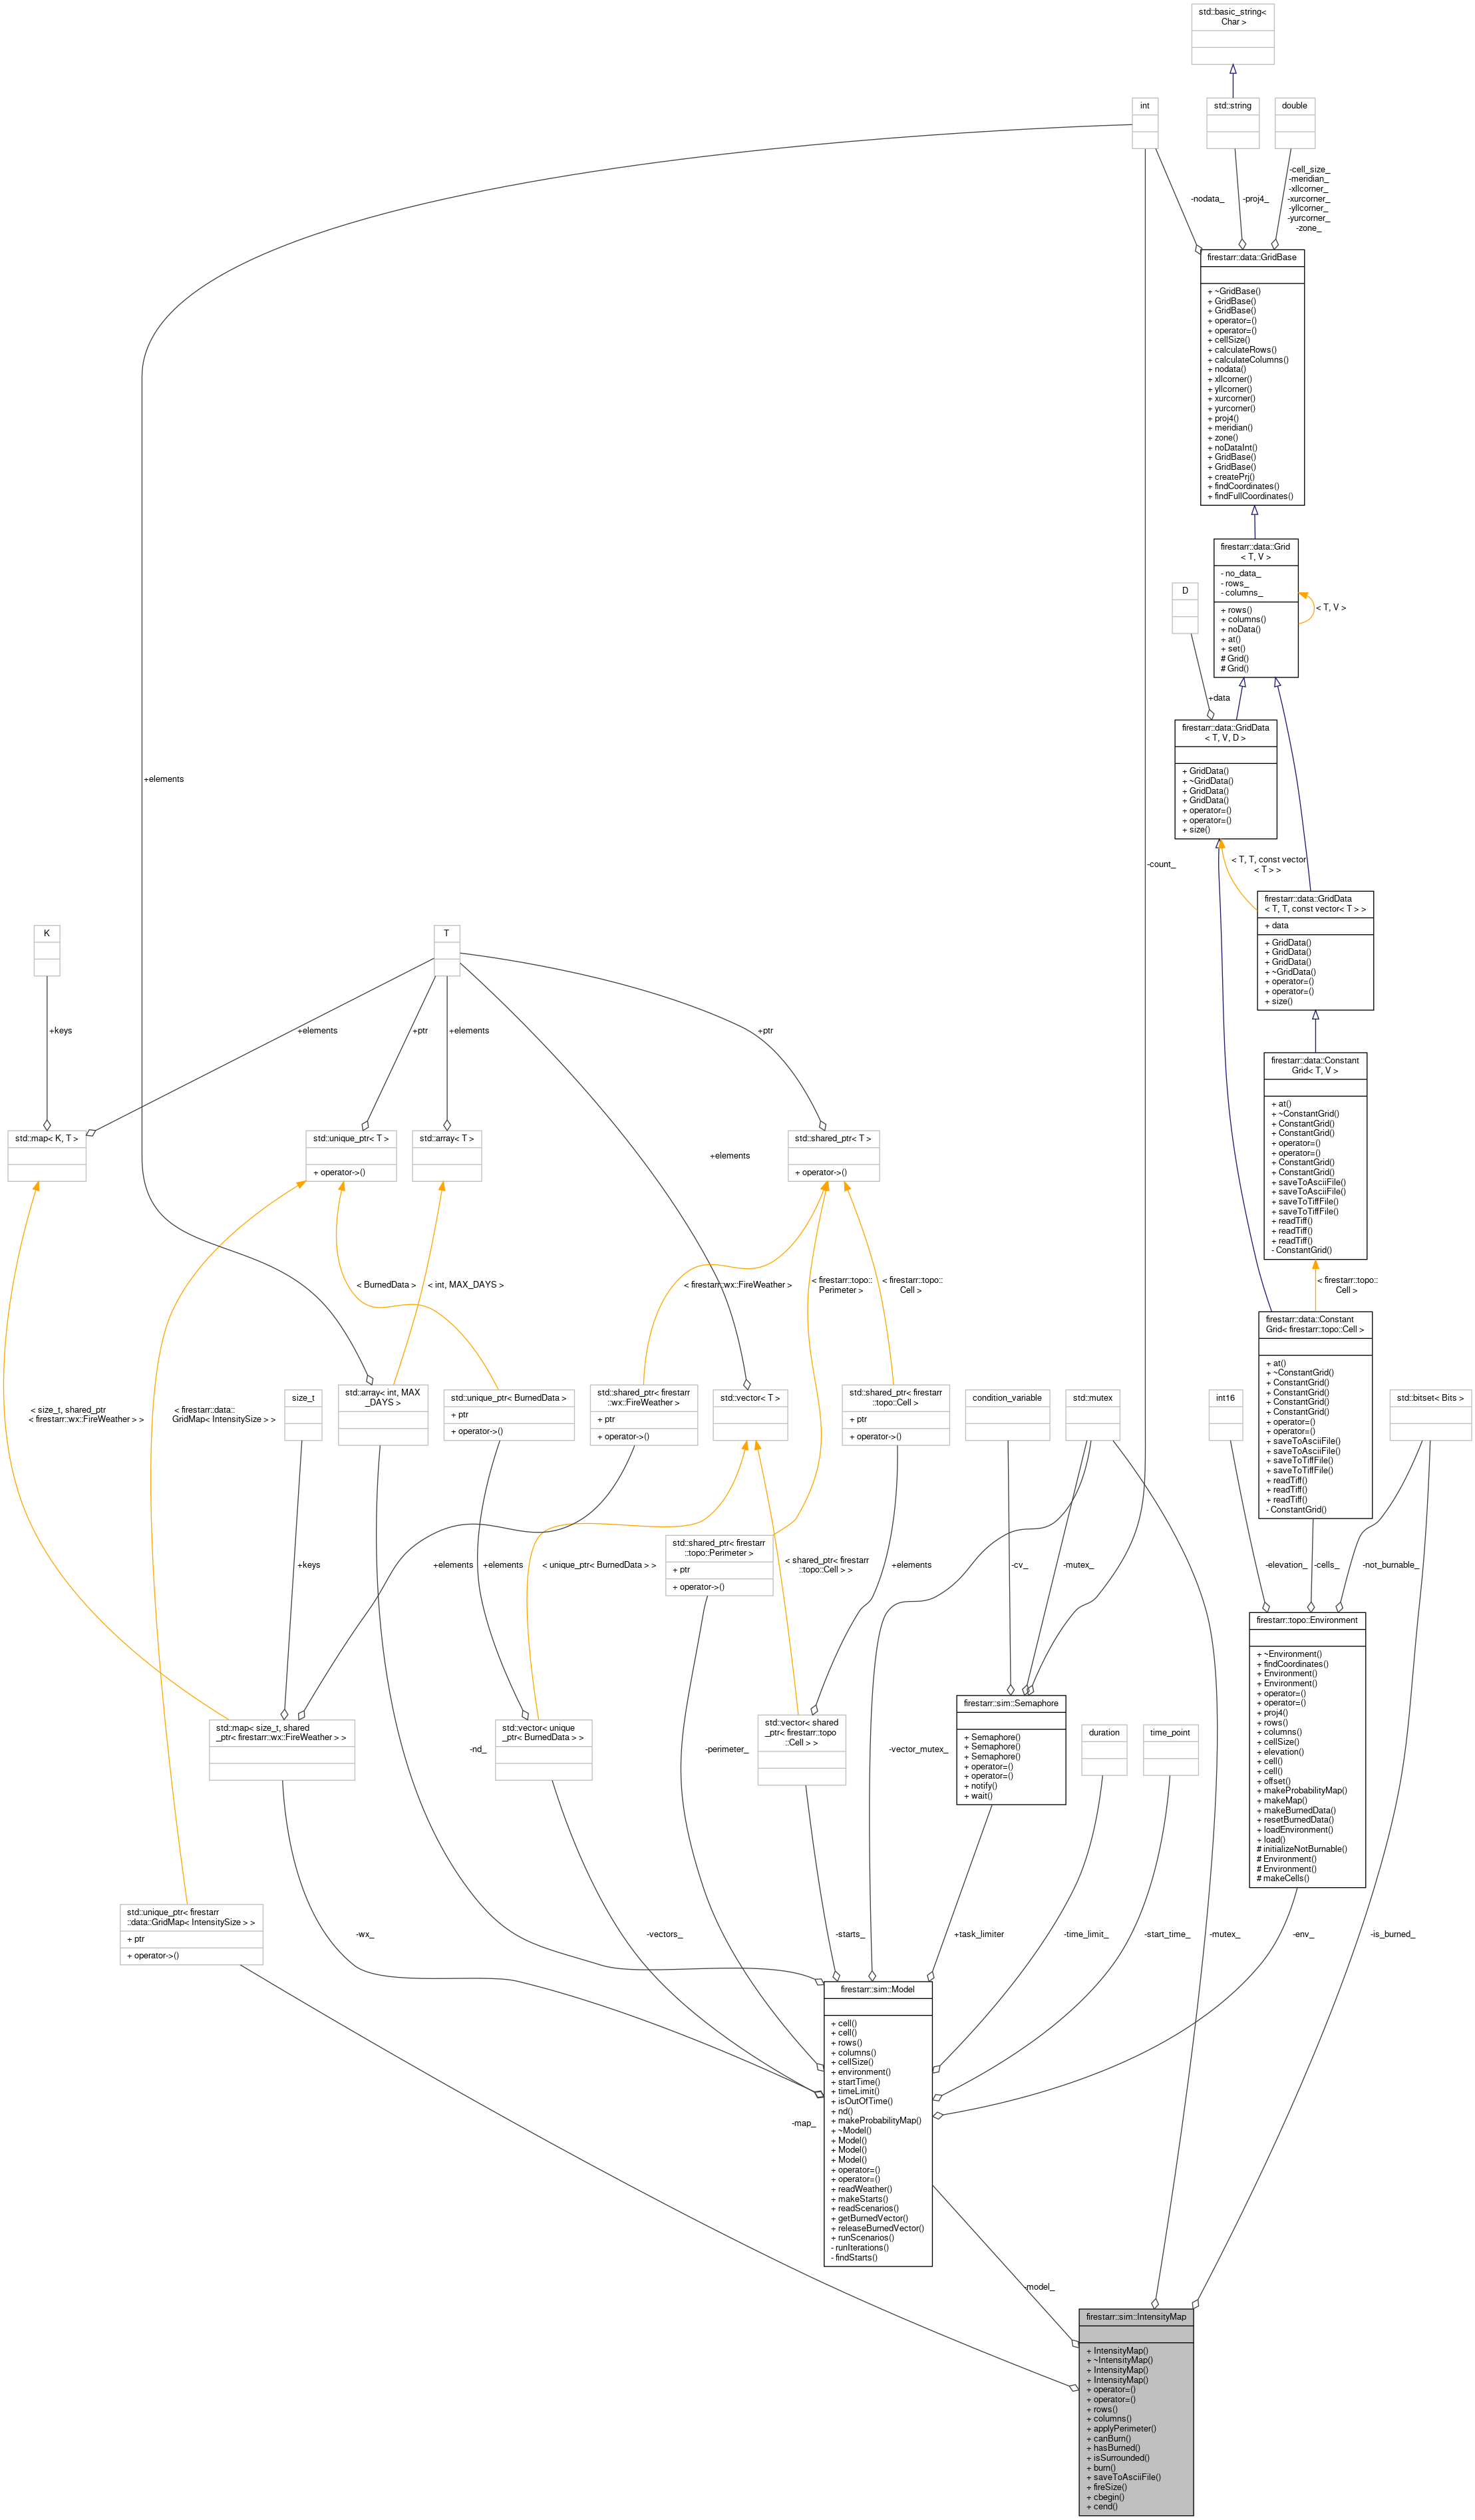 std::basic_string<
Char >
int
std::string
double
-cell_size_
-meridian_
-xllcorner_
-xurcorner_
-yllcorner_
-yurcorner_
-zone_
-nodata_
-proj4_
firestarr::data::GridBase
+ ~GridBase()
+ GridBase()
+ GridBase()
+ operator=()
+ operator=()
+ cellSize()
+ calculateRows()
+ calculateColumns()
+ nodata()
+ xllcorner()
+ yllcorner()
+ xurcorner()
+ yurcorner()
+ proj4()
+ meridian()
+ zone()
+ noDataInt()
+ GridBase()
+ GridBase()
+ createPrj()
+ findCoordinates()
+ findFullCoordinates()
firestarr::data::Grid
< T, V >
- no_data_
- rows_
- columns_
+ rows()
+ columns()
+ noData()
+ at()
+ set()
# Grid()
# Grid()
< T, V >
D
+data
firestarr::data::GridData
< T, V, D >
+ GridData()
+ ~GridData()
+ GridData()
+ GridData()
+ operator=()
+ operator=()
+ size()
+elements
-count_
< T, T, const vector
< T > >
firestarr::data::GridData
< T, T, const vector< T > >
+ data
+ GridData()
+ GridData()
+ GridData()
+ ~GridData()
+ operator=()
+ operator=()
+ size()
K
T
+keys
+elements
+ptr
+elements
+ptr
firestarr::data::Constant
Grid< T, V >
+ at()
+ ~ConstantGrid()
+ ConstantGrid()
+ ConstantGrid()
+ operator=()
+ operator=()
+ ConstantGrid()
+ ConstantGrid()
+ saveToAsciiFile()
+ saveToAsciiFile()
+ saveToTiffFile()
+ saveToTiffFile()
+ readTiff()
+ readTiff()
+ readTiff()
- ConstantGrid()
std::map< K, T >
std::unique_ptr< T >
+ operator->()
std::array< T >
+elements
std::shared_ptr< T >
+ operator->()
< BurnedData >
< int, MAX_DAYS >
< firestarr::wx::FireWeather >
< firestarr::topo::
Perimeter >
< firestarr::topo::
Cell >
< firestarr::topo::
Cell >
firestarr::data::Constant
Grid< firestarr::topo::Cell >
+ at()
+ ~ConstantGrid()
+ ConstantGrid()
+ ConstantGrid()
+ ConstantGrid()
+ ConstantGrid()
+ operator=()
+ operator=()
+ saveToAsciiFile()
+ saveToAsciiFile()
+ saveToTiffFile()
+ saveToTiffFile()
+ readTiff()
+ readTiff()
+ readTiff()
- ConstantGrid()
< size_t, shared_ptr
< firestarr::wx::FireWeather > >
< firestarr::data::
GridMap< IntensitySize > >
size_t
std::array< int, MAX
_DAYS >
std::unique_ptr< BurnedData >
+ ptr
+ operator->()
std::shared_ptr< firestarr
::wx::FireWeather >
+ ptr
+ operator->()
std::vector< T >
std::shared_ptr< firestarr
::topo::Cell >
+ ptr
+ operator->()
condition_variable
std::mutex
int16
std::bitset< Bits >
+keys
+elements
+elements
< unique_ptr< BurnedData > >
std::shared_ptr< firestarr
::topo::Perimeter >
+ ptr
+ operator->()
< shared_ptr< firestarr
::topo::Cell > >
+elements
-cv_
-mutex_
-elevation_
-cells_
-not_burnable_
firestarr::topo::Environment
+ ~Environment()
+ findCoordinates()
+ Environment()
+ Environment()
+ operator=()
+ operator=()
+ proj4()
+ rows()
+ columns()
+ cellSize()
+ elevation()
+ cell()
+ cell()
+ offset()
+ makeProbabilityMap()
+ makeMap()
+ makeBurnedData()
+ resetBurnedData()
+ loadEnvironment()
+ load()
# initializeNotBurnable()
# Environment()
# Environment()
# makeCells()
std::map< size_t, shared
_ptr< firestarr::wx::FireWeather > >
-nd_
std::vector< unique
_ptr< BurnedData > >
-perimeter_
std::vector< shared
_ptr< firestarr::topo
::Cell > >
-vector_mutex_
firestarr::sim::Semaphore
+ Semaphore()
+ Semaphore()
+ Semaphore()
+ operator=()
+ operator=()
+ notify()
+ wait()
duration
time_point
std::unique_ptr< firestarr
::data::GridMap< IntensitySize > >
+ ptr
+ operator->()
-wx_
-vectors_
-starts_
+task_limiter
-time_limit_
-start_time_
-mutex_
-env_
-is_burned_
firestarr::sim::Model
+ cell()
+ cell()
+ rows()
+ columns()
+ cellSize()
+ environment()
+ startTime()
+ timeLimit()
+ isOutOfTime()
+ nd()
+ makeProbabilityMap()
+ ~Model()
+ Model()
+ Model()
+ Model()
+ operator=()
+ operator=()
+ readWeather()
+ makeStarts()
+ readScenarios()
+ getBurnedVector()
+ releaseBurnedVector()
+ runScenarios()
- runIterations()
- findStarts()
-map_
-model_
firestarr::sim::IntensityMap
+ IntensityMap()
+ ~IntensityMap()
+ IntensityMap()
+ IntensityMap()
+ operator=()
+ operator=()
+ rows()
+ columns()
+ applyPerimeter()
+ canBurn()
+ hasBurned()
+ isSurrounded()
+ burn()
+ saveToAsciiFile()
+ fireSize()
+ cbegin()
+ cend()